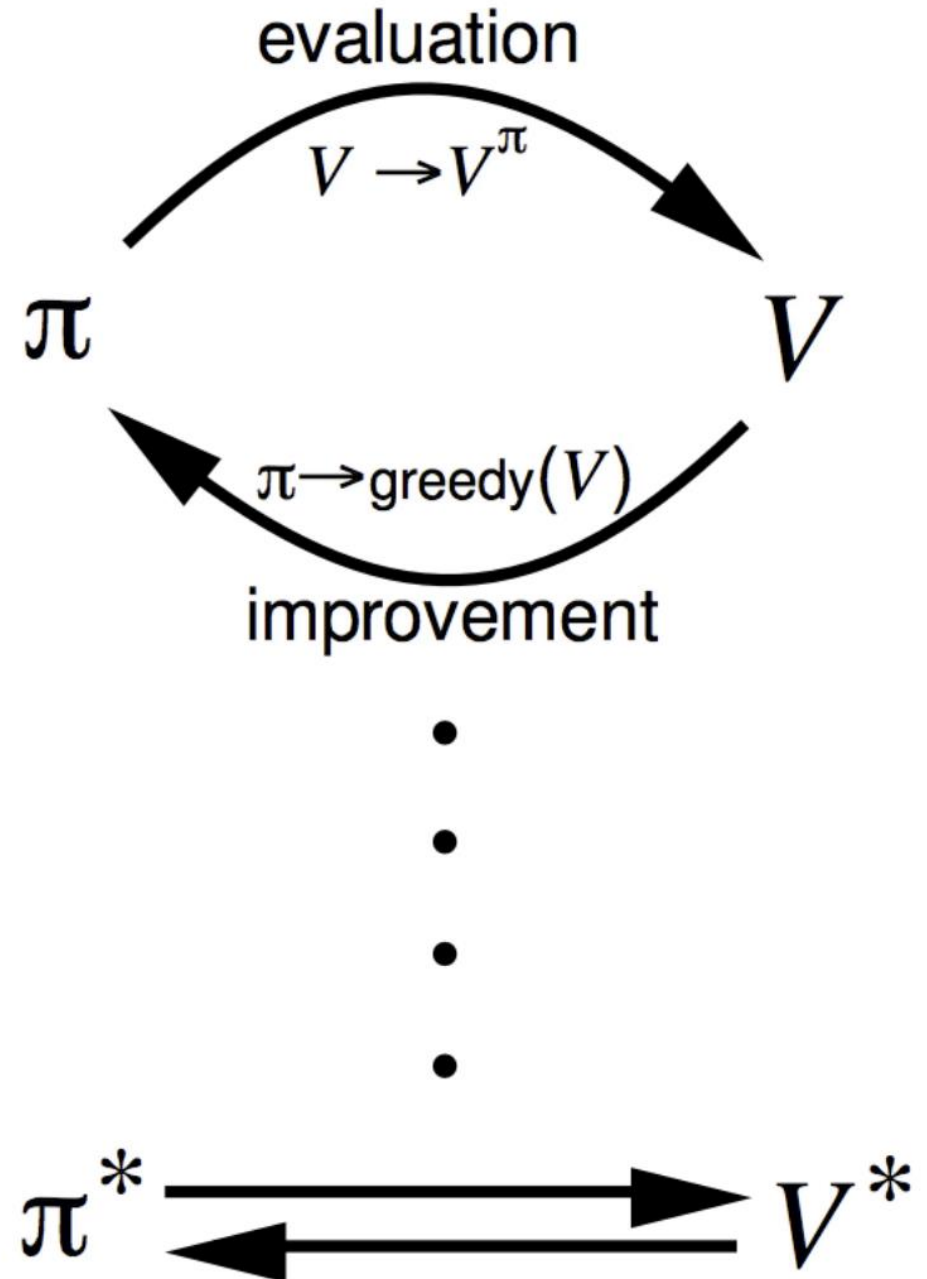 evaluation
V → V^π
π V
π→greedy(V)
improvement
π* V*